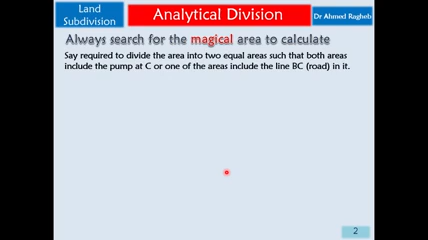 Land
Subdivision
Analytical Division
Dr Ahmed Ragheb
Always search for the magical area to calculate
Say required to divide the area into two equal areas such that both areas
include the pump at C or one of the areas include the line BC (road) in it.
2